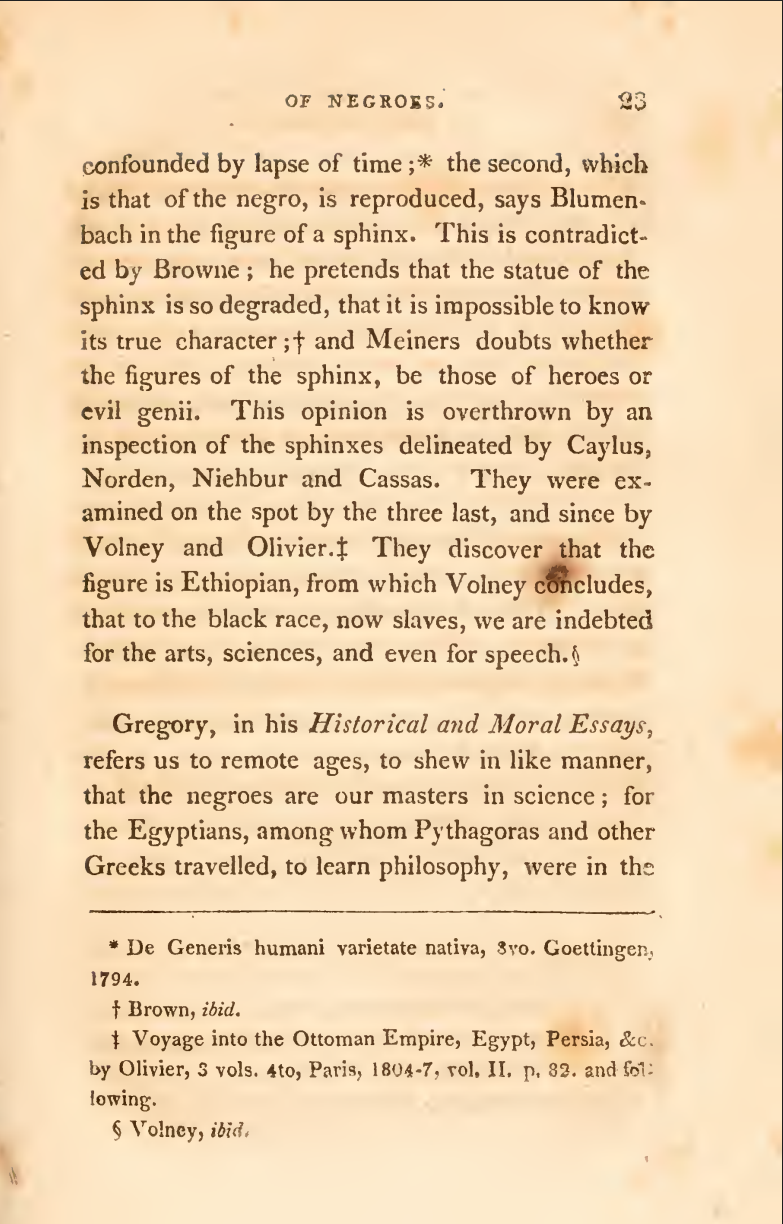 OF NEGROES. 23
confounded by lapse of time ;* the second, which
is that of the negro, is reproduced, says Blumen-
bach in the figure of a sphinx. This is contradict-
ed by Browne ; he pretends that the statue of the
sphinx is so degraded, that it is impossible to know
its true character ;† and Meiners doubts whether
the figures of the sphinx, be those of heroes or
evil genii. This opinion is overthrown by an
inspection of the sphinxes delineated by Caylus,
Norden, Niehbur and Cassas. They were ex-
amined on the spot by the three last, and since by
Volney and Olivier.‡ They discover that the
figure is Ethiopian, from which Volney concludes,
that to the black race, now slaves, we are indebted
for the arts, sciences, and even for speech.§
Gregory, in his Historical and Moral Essays,
refers us to remote ages, to shew in like manner,
that the negroes are our masters in science ; for
the Egyptians, among whom Pythagoras and other
Greeks travelled, to learn philosophy, were in the
* De Generis humani varietate nativa, 8vo. Goettingen,
1794.
† Brown, ibid.
‡ Voyage into the Ottoman Empire, Egypt, Persia, &c.
by Olivier, 3 vols. 4to, Paris, 1804-7, vol, II. p. 82. and fol-
lowing.
§ Volney, ibid.